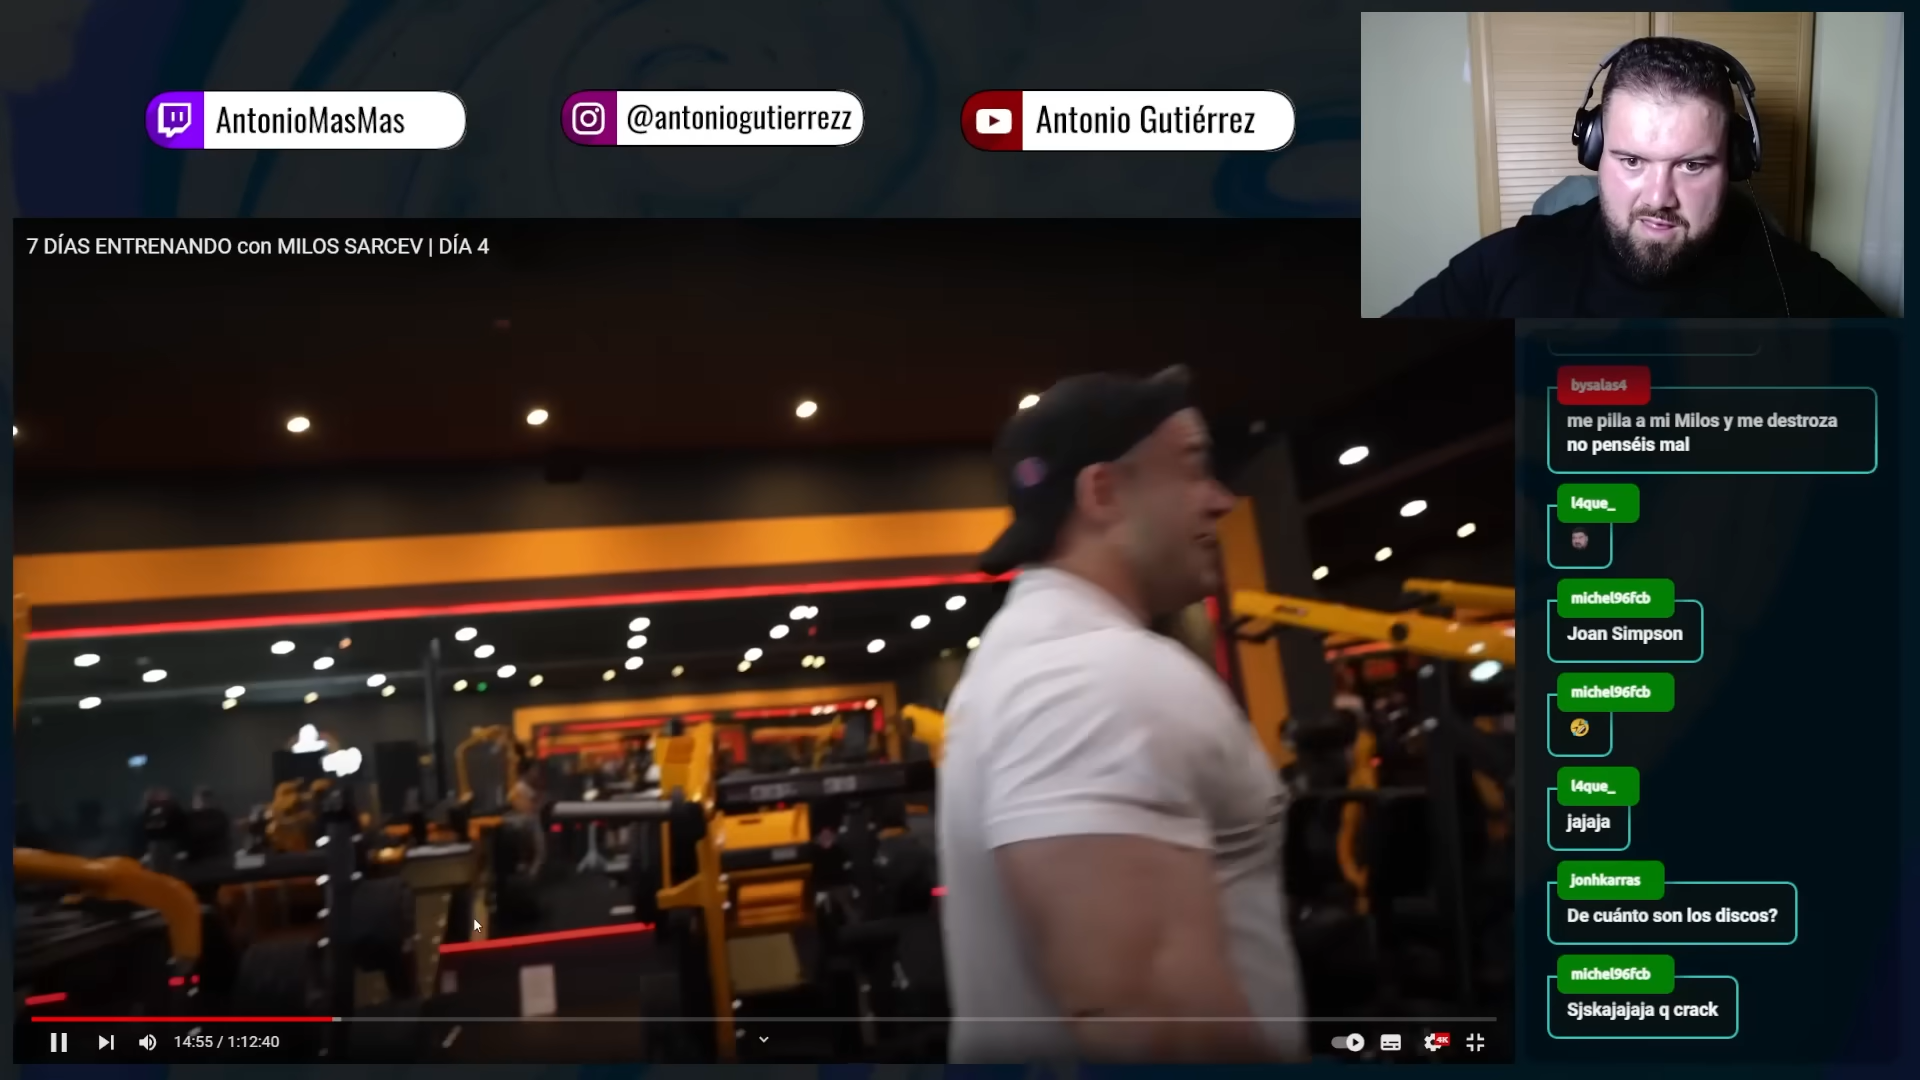 AntonioMasMas
@antoniogutierrezz
Antonio Gutiérrez
7 DÍAS ENTRENANDO con MILOS SARCEV | DÍA 4
bysalas4
me pilla a mi Milos y me destroza
no penséis mal
l4que_
michel96fcb
Joan Simpson
michel96fcb
l4que_
jajaja
jonhkarras
De cuánto son los discos?
michel96fcb
Sjskajajaja q crack
14:55 / 1:12:40
4K